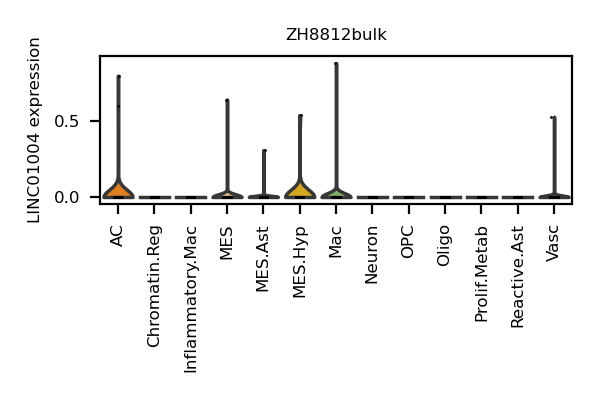 ZH8812bulk
LINC01004 expression
0.5
0.0
AC
Chromatin.Reg
Inflammatory.Mac
MES
MES.Ast
MES.Hyp
Mac
Neuron
OPC
Oligo
Prolif.Metab
Reactive.Ast
Vasc